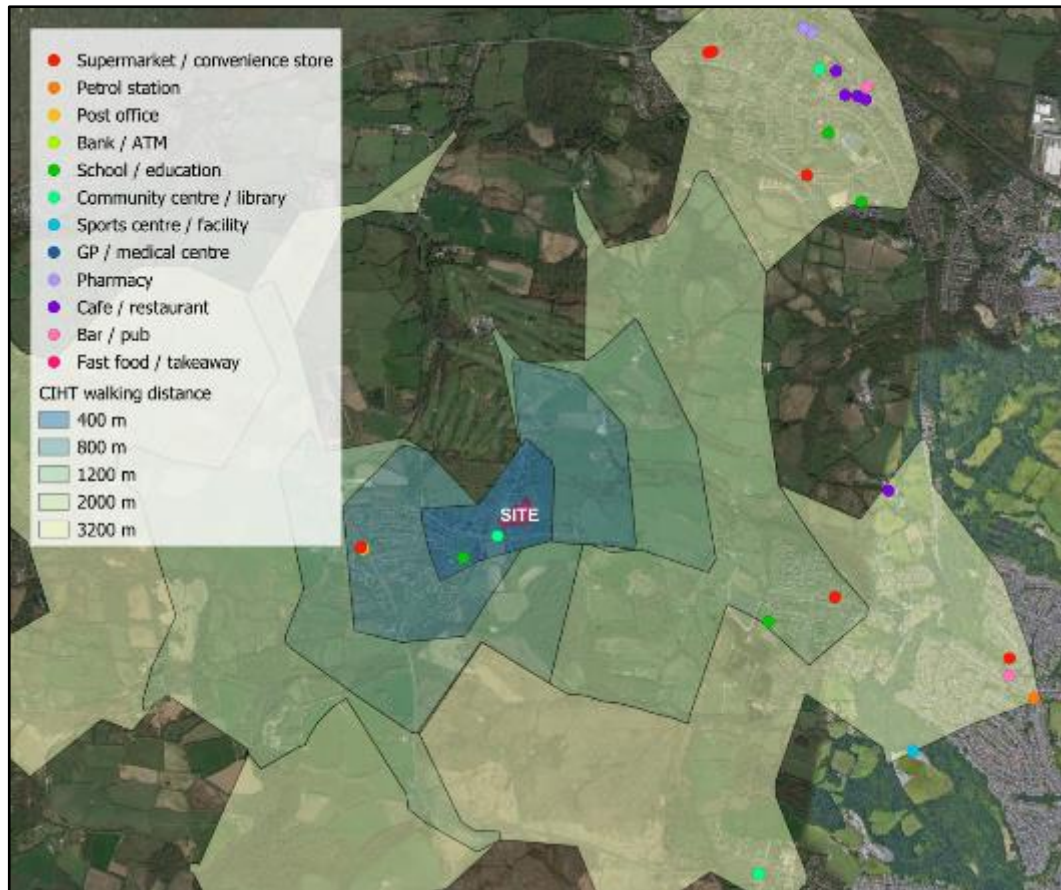 Supermarket / convenience store
Petrol station
Post office
Bank / ATM
School / education
Community centre / library
Sports centre / facility
GP / medical centre
Pharmacy
Cafe / restaurant
Bar / pub
Fast food / takeaway
CIHT walking distance
400 m
800 m
1200 m
2000 m
3200 m
SITE